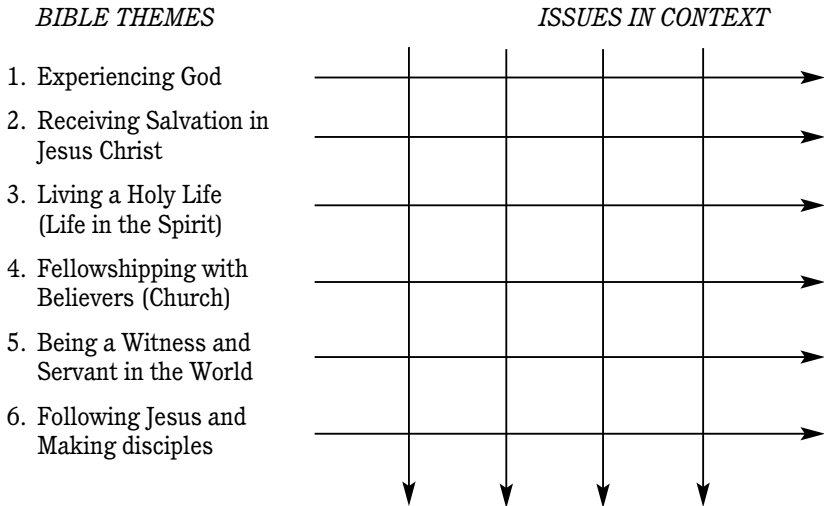 BIBLE THEMES
ISSUES IN CONTEXT
1. Experiencing God
2. Receiving Salvation in
Jesus Christ
3. Living a Holy Life
(Life in the Spirit)
4. Fellowshipping with
Believers (Church)
5. Being a Witness and
Servant in the World
6. Following Jesus and
Making disciples